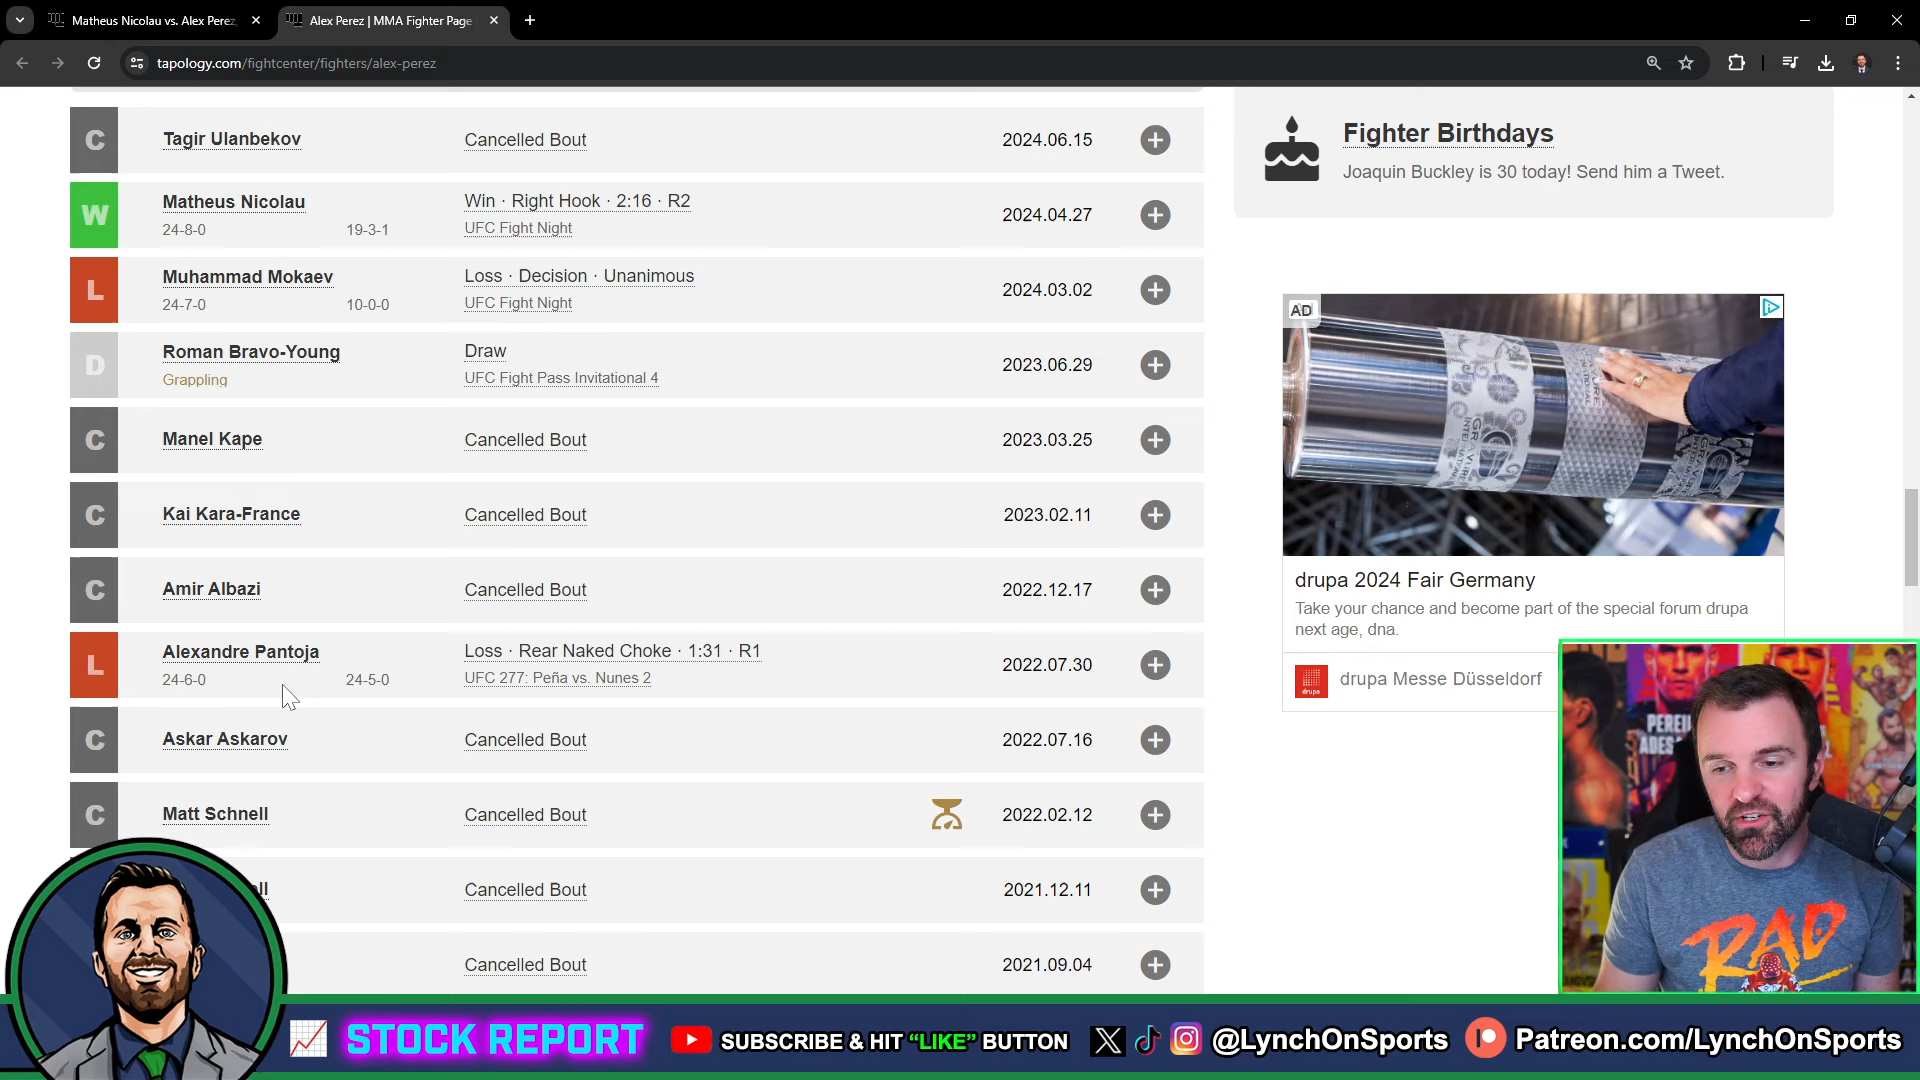 Matheus Nicolau vs. Alex Perez,
Alex Perez | MMA Fighter Page
tapology.com/fightcenter/fighters/alex-perez
C
Tagir Ulanbekov
Cancelled Bout
2024.06.15
W
Matheus Nicolau
24-8-0
19-3-1
Win · Right Hook · 2:16 · R2
UFC Fight Night
2024.04.27
L
Muhammad Mokaev
24-7-0
10-0-0
Loss · Decision · Unanimous
UFC Fight Night
2024.03.02
D
Roman Bravo-Young
Grappling
Draw
UFC Fight Pass Invitational 4
2023.06.29
C
Manel Kape
Cancelled Bout
2023.03.25
C
Kai Kara-France
Cancelled Bout
2023.02.11
C
Amir Albazi
Cancelled Bout
2022.12.17
L
Alexandre Pantoja
24-6-0
24-5-0
Loss · Rear Naked Choke · 1:31 · R1
UFC 277: Peña vs. Nunes 2
2022.07.30
C
Askar Askarov
Cancelled Bout
2022.07.16
C
Matt Schnell
Cancelled Bout
2022.02.12
Cancelled Bout
2021.12.11
Cancelled Bout
2021.09.04
Fighter Birthdays
Joaquin Buckley is 30 today! Send him a Tweet.
AD
drupa 2024 Fair Germany
Take your chance and become part of the special forum drupa
next age, dna.
drupa
drupa Messe Düsseldorf
RAD
STOCK REPORT
SUBSCRIBE & HIT “LIKE” BUTTON
@LynchOnSports
Patreon.com/LynchOnSports